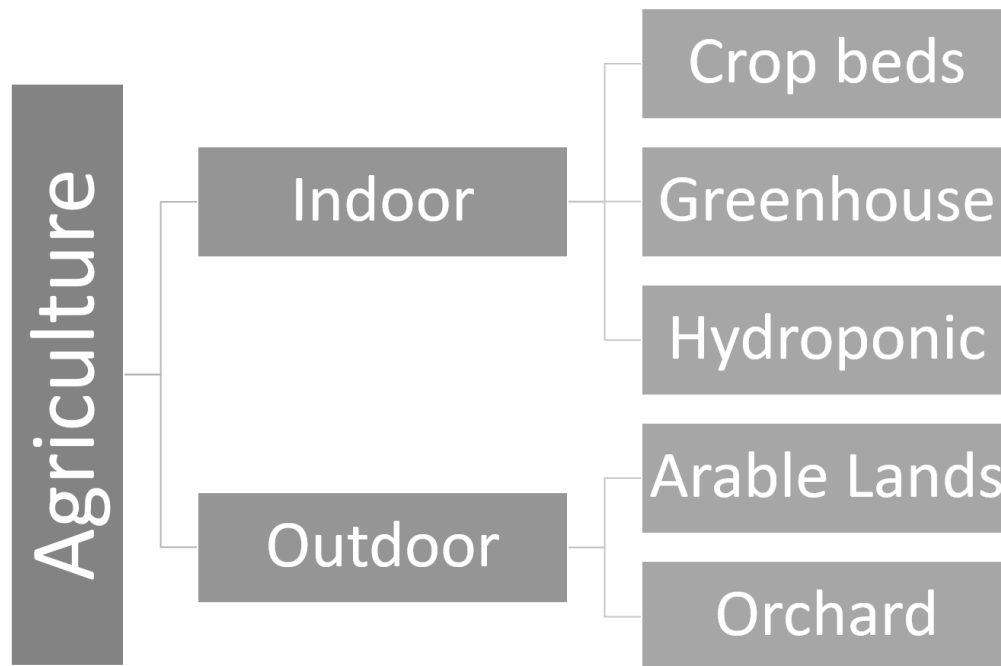 Agriculture
Indoor
Crop beds
Greenhouse
Hydroponic
Outdoor
Arable Lands
Orchard